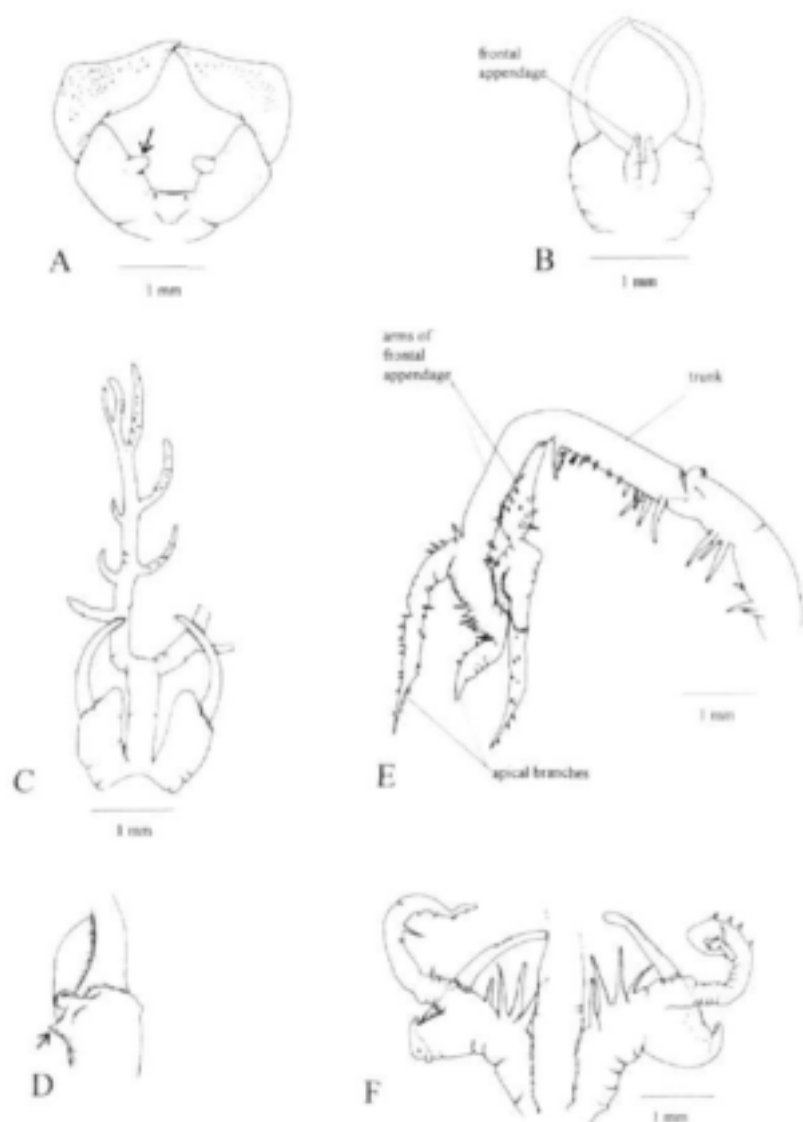 A
1 mm
frontal
appendage
B
1 mm
C
1 mm
arms of
frontal
appendage
trunk
1 mm
E
apical branches
D
F
1 mm